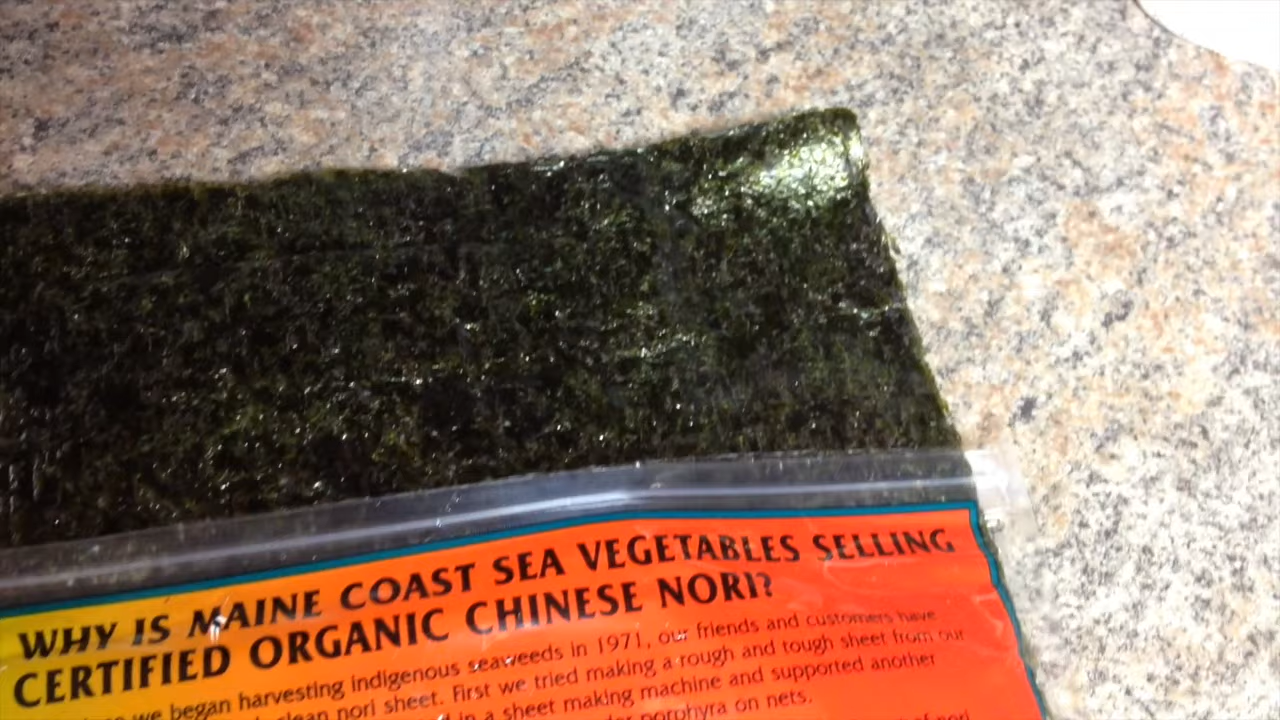 WHY IS MAINE COAST SEA VEGETABLES SELLING
CERTIFIED ORGANIC CHINESE NORI?
we began harvesting indigenous seaweeds in 1971, our friends and customers have
clean nori sheet. First we tried making a rough and tough sheet from our
in a sheet making machine and supported another
porphyra on nets.
of nori